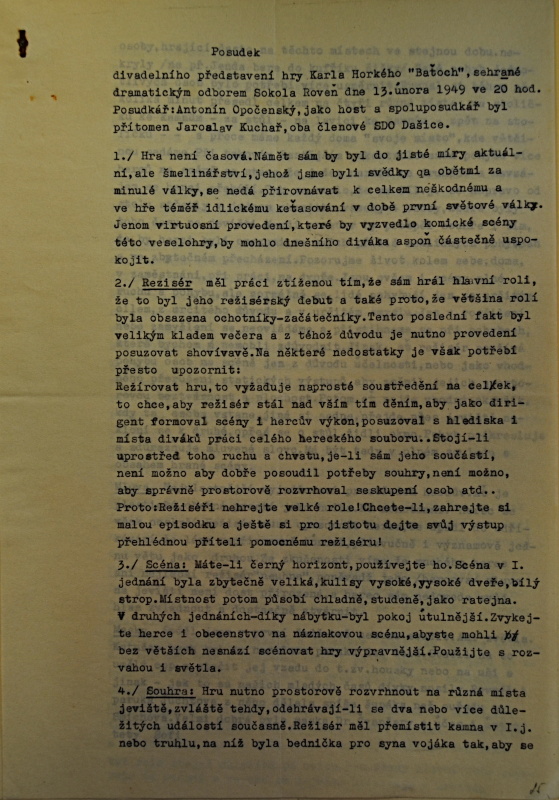 Posudek
divadelního představení hry Karla Horkého "Baťoch", sehrané
dramatickým odborem Sokola Roveň dne 13.února 1949 ve 20 hod.
Posudkář:Antonín Opočenský,jako host a spoluposudkář byl
přítomen Jaroslav Kuchař,oba členové SDO Dašice.
1./ Hra není časová.Námět sám by byl do jisté míry aktuál-
ní,ale šmelinářství,jehož jsme byli svědky a obětmi za
minulé války,se nedá přirovnávat k celkem neškodnému a
ve hře téměř idlickému keťasování v době první světové války.
Jenom virtuosní provedení,které by vyzvedlo komické scény
této veselohry,by mohlo dnešního diváka aspoň částečně uspo-
kojit.
2./ Režisér měl práci ztíženou tím,že sám hrál hlavní roli,
že to byl jeho režisérský debut a také proto,že většina rolí
byla obsazena ochotníky-začátečníky.Tento poslední fakt byl
velikým kladem večera a z téhož důvodu je nutno provedení
posuzovat shovívavě.Na některé nedostatky je však potřebí
přesto upozornit:
Režírovat hru,to vyžaduje naprosté soustředění na celek,
to chce,aby režisér stál nad vším tím děním,aby jako diri-
gent formoval scény i hercův výkon,posuzoval s hlediska i
místa diváků práci celého hereckého souboru..Stojí-li
uprostřed toho ruchu a chvatu,je-li sám jeho součástí,
není možno aby dobře posoudil potřeby souhry,není možno,
aby správně prostorově rozvrhoval seskupení osob atd..
Proto:Režiséři nehrejte velké role!Chcete-li,zahrejte si
malou episodku a ještě si pro jistotu dejte svůj výstup
přehlédnou příteli pomocnému režiséru!
3./ Scéna: Máte-li černý horizont,používejte ho.Scéna v I.
jednání byla zbytečně veliká,kulisy vysoké,vysoké dveře,bílý
strop.Místnost potom působí chladně,studeně,jako ratejna.
V druhých jednáních-díky nábytku-byl pokoj útulnější.Zvykej-
te herce i obecenstvo na náznakovou scénu,abyste mohli
bez větších nesnází scénovat hry výpravnější.Použijte s roz-
vahou i světla.
4./ Souhra: Hru nutno prostorově rozvrhnout na různá místa
jeviště,zvláště tehdy,odehrávají-li se dva nebo více důle-
žitých událostí současně.Režisér měl přemístit kamna v I.j.
nebo truhlu,na níž byla bednička pro syna vojáka tak,aby se